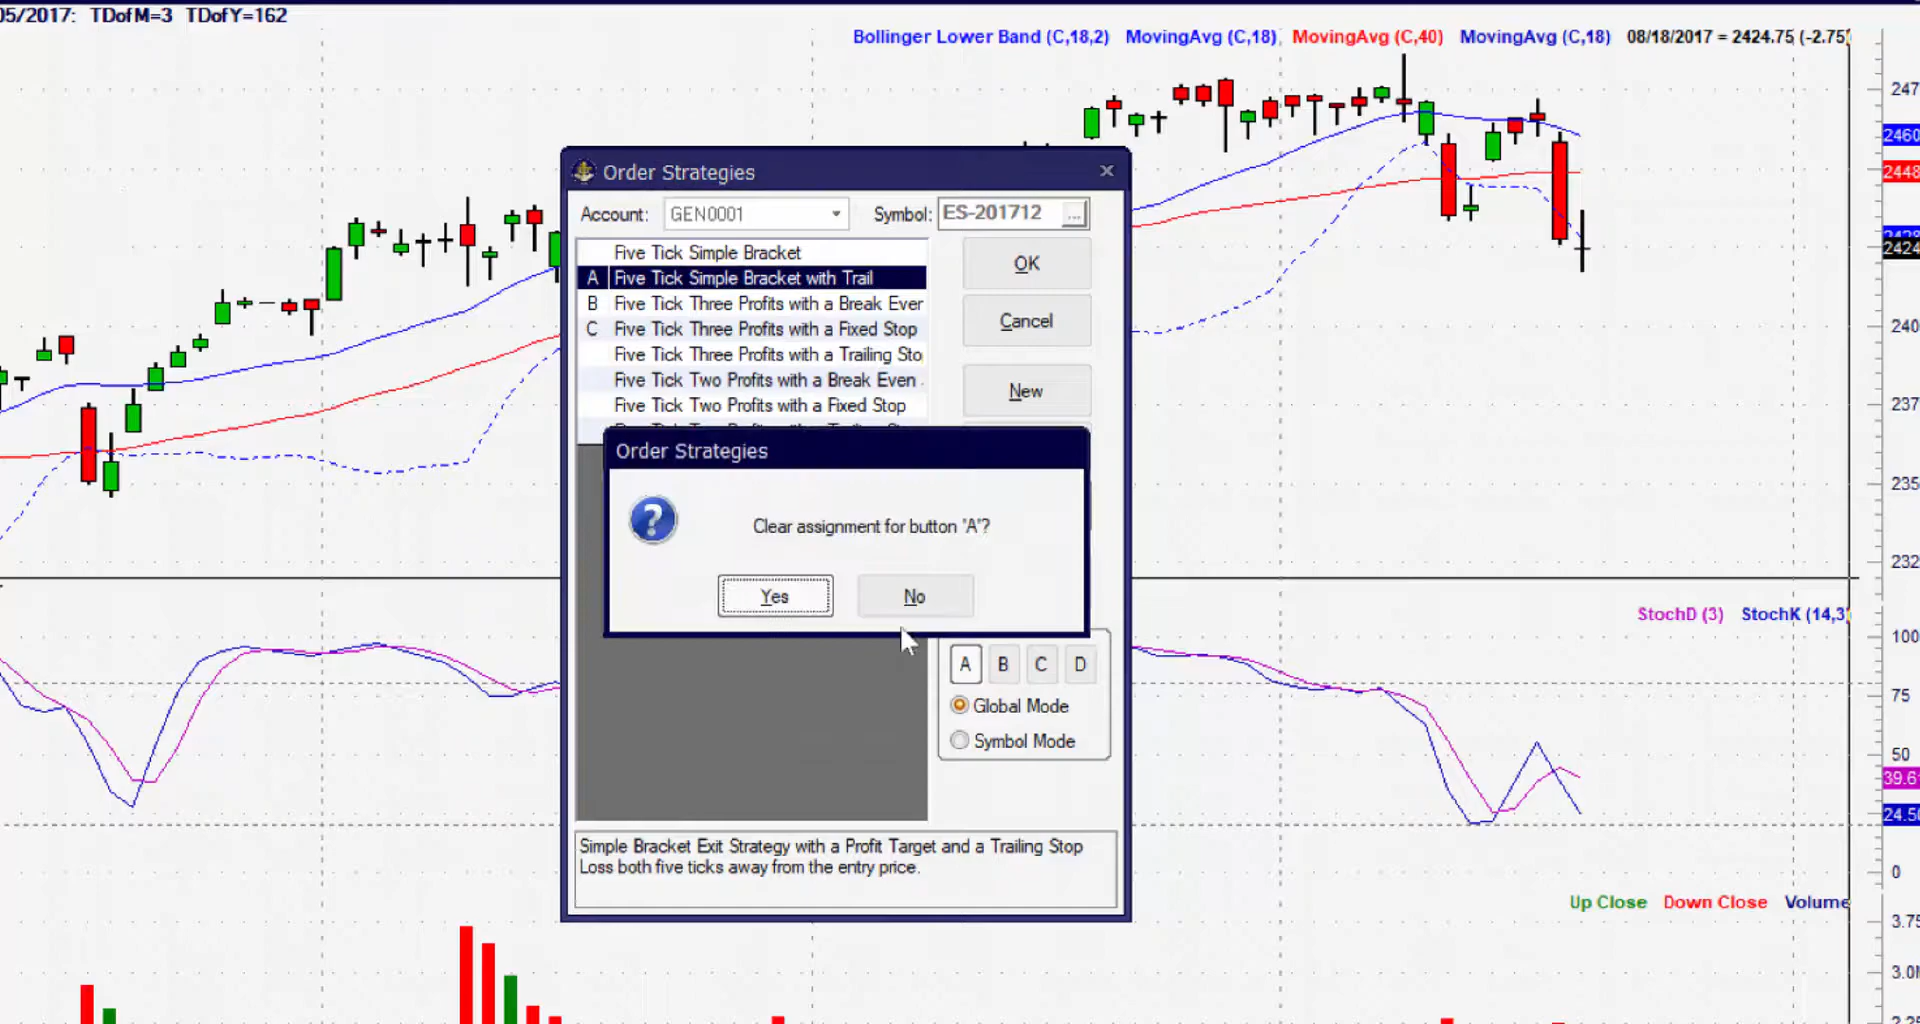 05/2017: TDofM=3 TDofY=162
Bollinger Lower Band (C,18,2) MovingAvg (C,18) MovingAvg (C,40) MovingAvg (C,18) 08/18/2017 = 2424.75 (-2.75)
247
2460
2448
2424
240
237
235
232
Order Strategies
Account: GEN0001 Symbol: ES-201712 ...
Five Tick Simple Bracket
A Five Tick Simple Bracket with Trail
B Five Tick Three Profits with a Break Ever
C Five Tick Three Profits with a Fixed Stop
Five Tick Three Profits with a Trailing Sto
Five Tick Two Profits with a Break Even
Five Tick Two Profits with a Fixed Stop
OK
Cancel
New
Order Strategies
Clear assignment for button "A"?
Yes No
A B C D
Global Mode
Symbol Mode
Simple Bracket Exit Strategy with a Profit Target and a Trailing Stop
Loss both five ticks away from the entry price.
StochD (3) StochK (14,3)
100
75
50
39.6
24.50
0
Up Close Down Close Volume
3.75
3.0